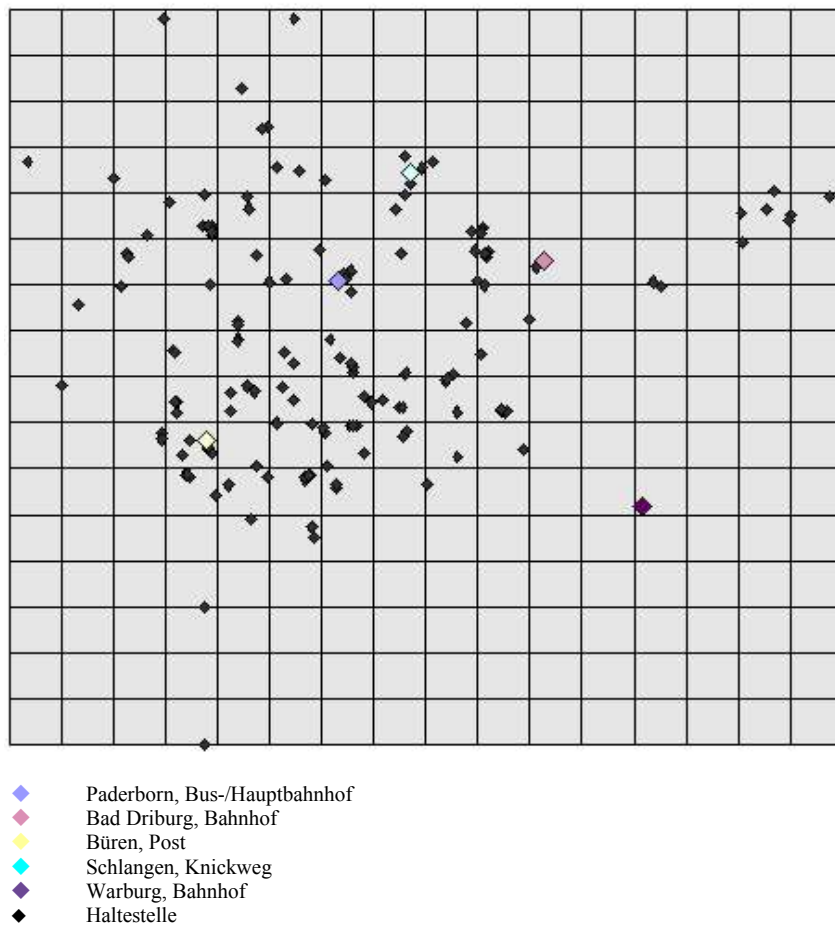 Paderborn, Bus-/Hauptbahnhof
Bad Driburg, Bahnhof
Büren, Post
Schlangen, Knickweg
Warburg, Bahnhof
Haltestelle